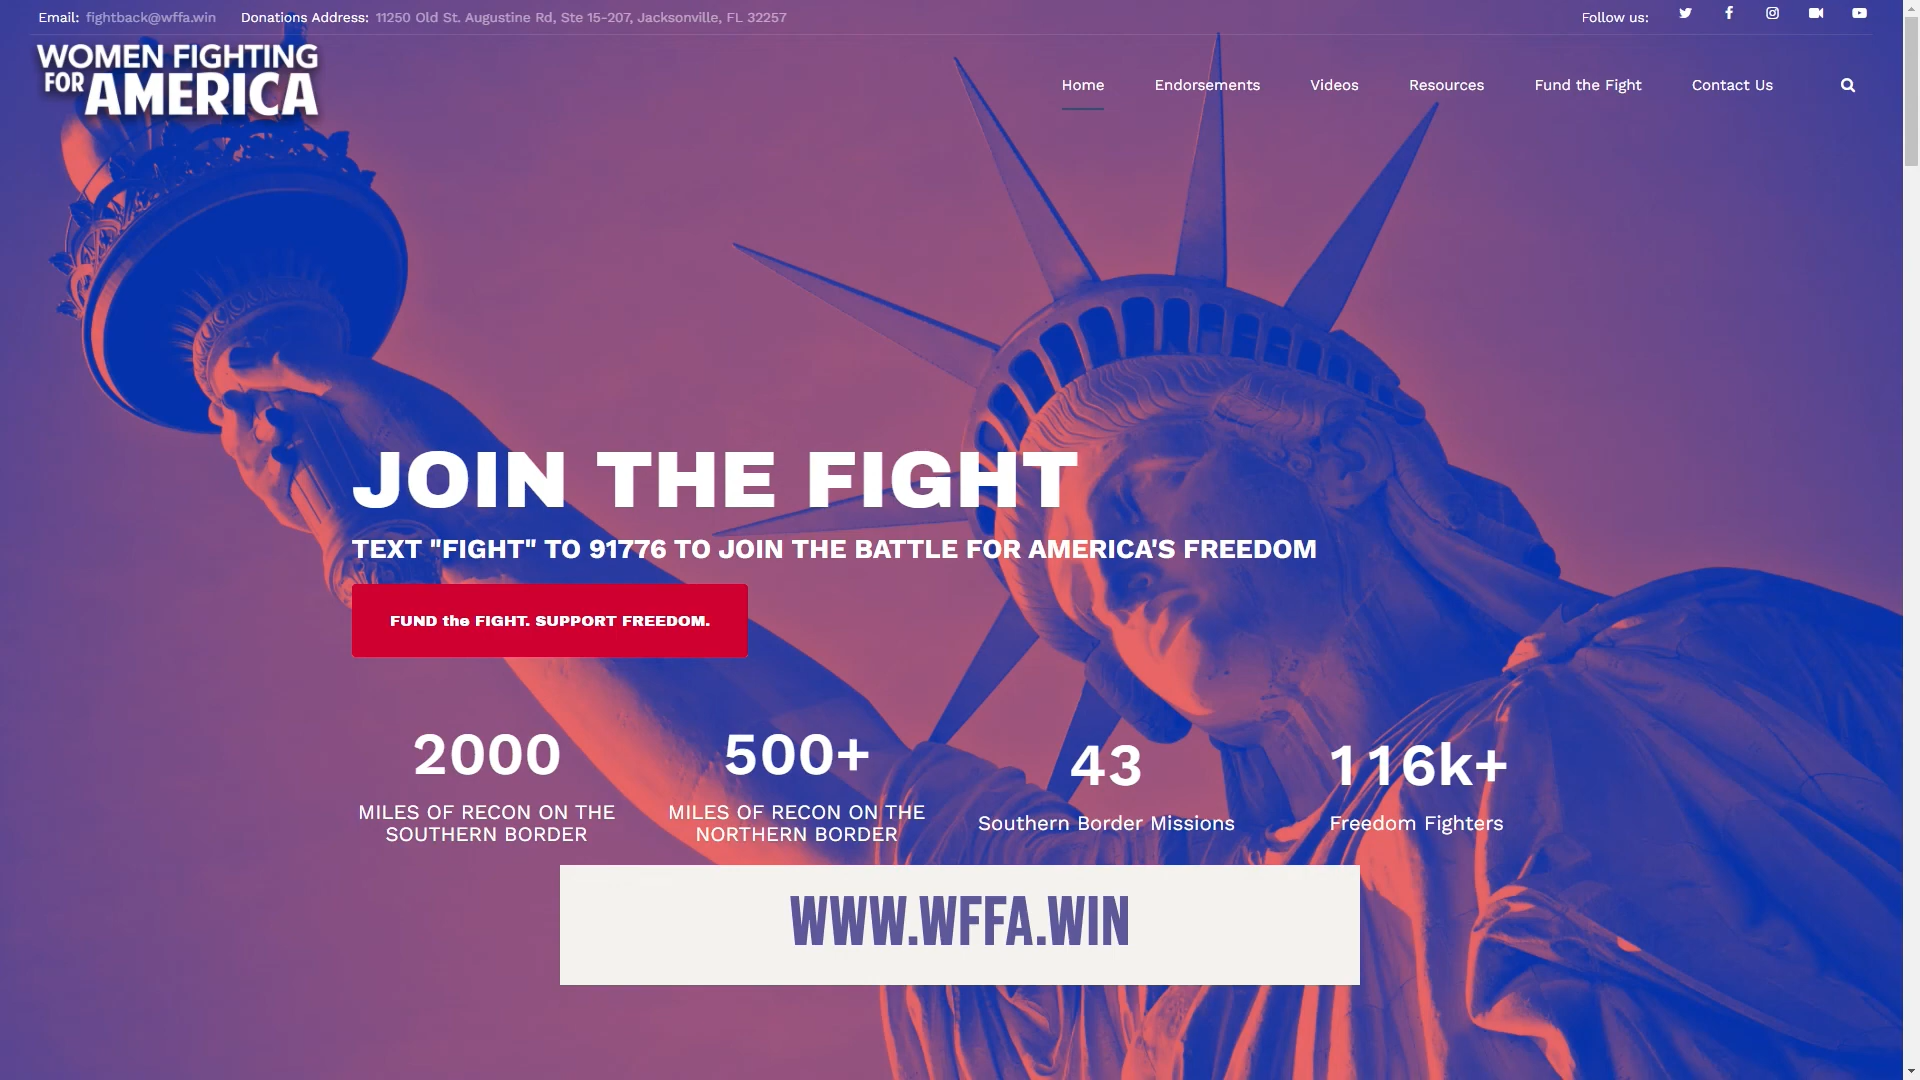 Email: fightback@wffa.win Donations Address: 11250 Old St. Augustine Rd, Ste 15-207, Jacksonville, FL 32257
Follow us:
WOMEN FIGHTING
FOR AMERICA
Home Endorsements Videos Resources Fund the Fight Contact Us
JOIN THE FIGHT
TEXT "FIGHT" TO 91776 TO JOIN THE BATTLE FOR AMERICA'S FREEDOM
FUND the FIGHT. SUPPORT FREEDOM.
2000
MILES OF RECON ON THE
SOUTHERN BORDER
500+
MILES OF RECON ON THE
NORTHERN BORDER
43
Southern Border Missions
116k+
Freedom Fighters
WWW.WFFA.WIN